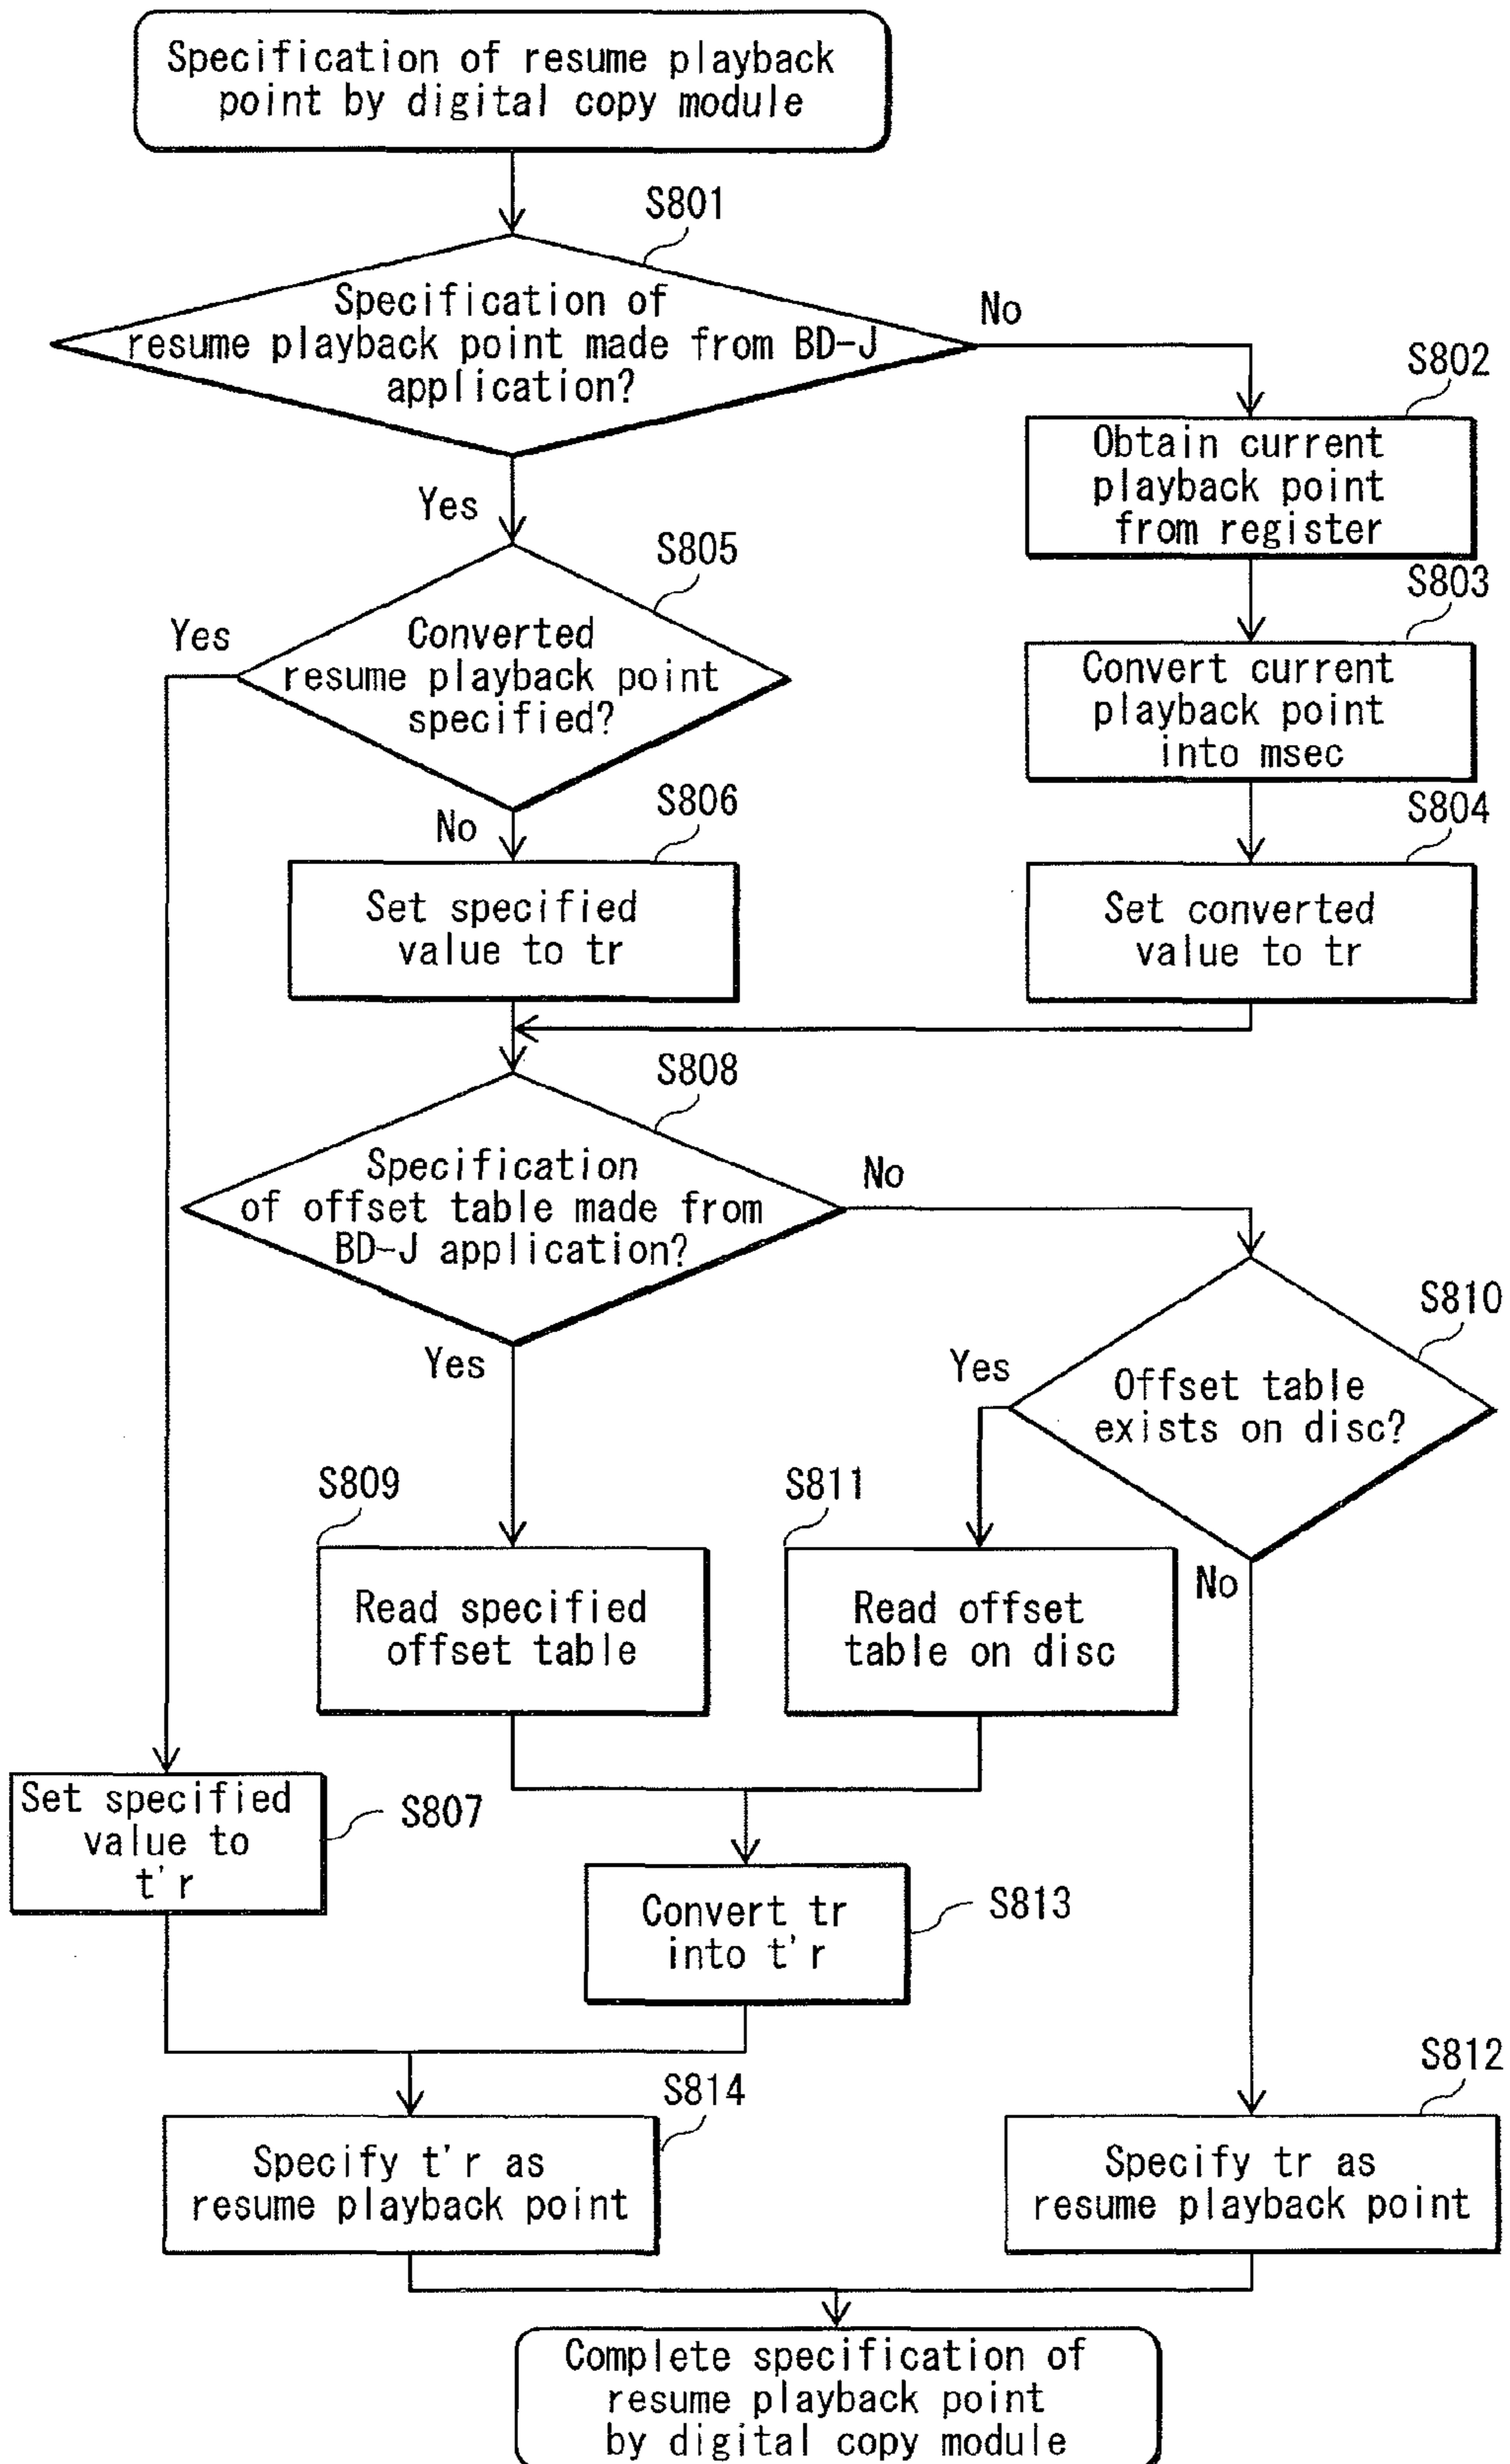 Specification of resume playback
point by digital copy module
S801
Specification of
resume playback point made from BD-J
application?
No
S802
Obtain current
playback point
from register
Yes
S805
S803
Yes
Converted
resume playback point
specified?
Convert current
playback point
into msec
No
S806
S804
Set specified
value to tr
Set converted
value to tr
S808
Specification
of offset table made from
BD-J application?
No
S810
Yes
Yes
Offset table
exists on disc?
S809
S811
No
Read specified
offset table
Read offset
table on disc
Set specified
value to
t'r
S807
Convert tr
into t'r
S813
S814
S812
Specify t'r as
resume playback point
Specify tr as
resume playback point
Complete specification of
resume playback point
by digital copy module